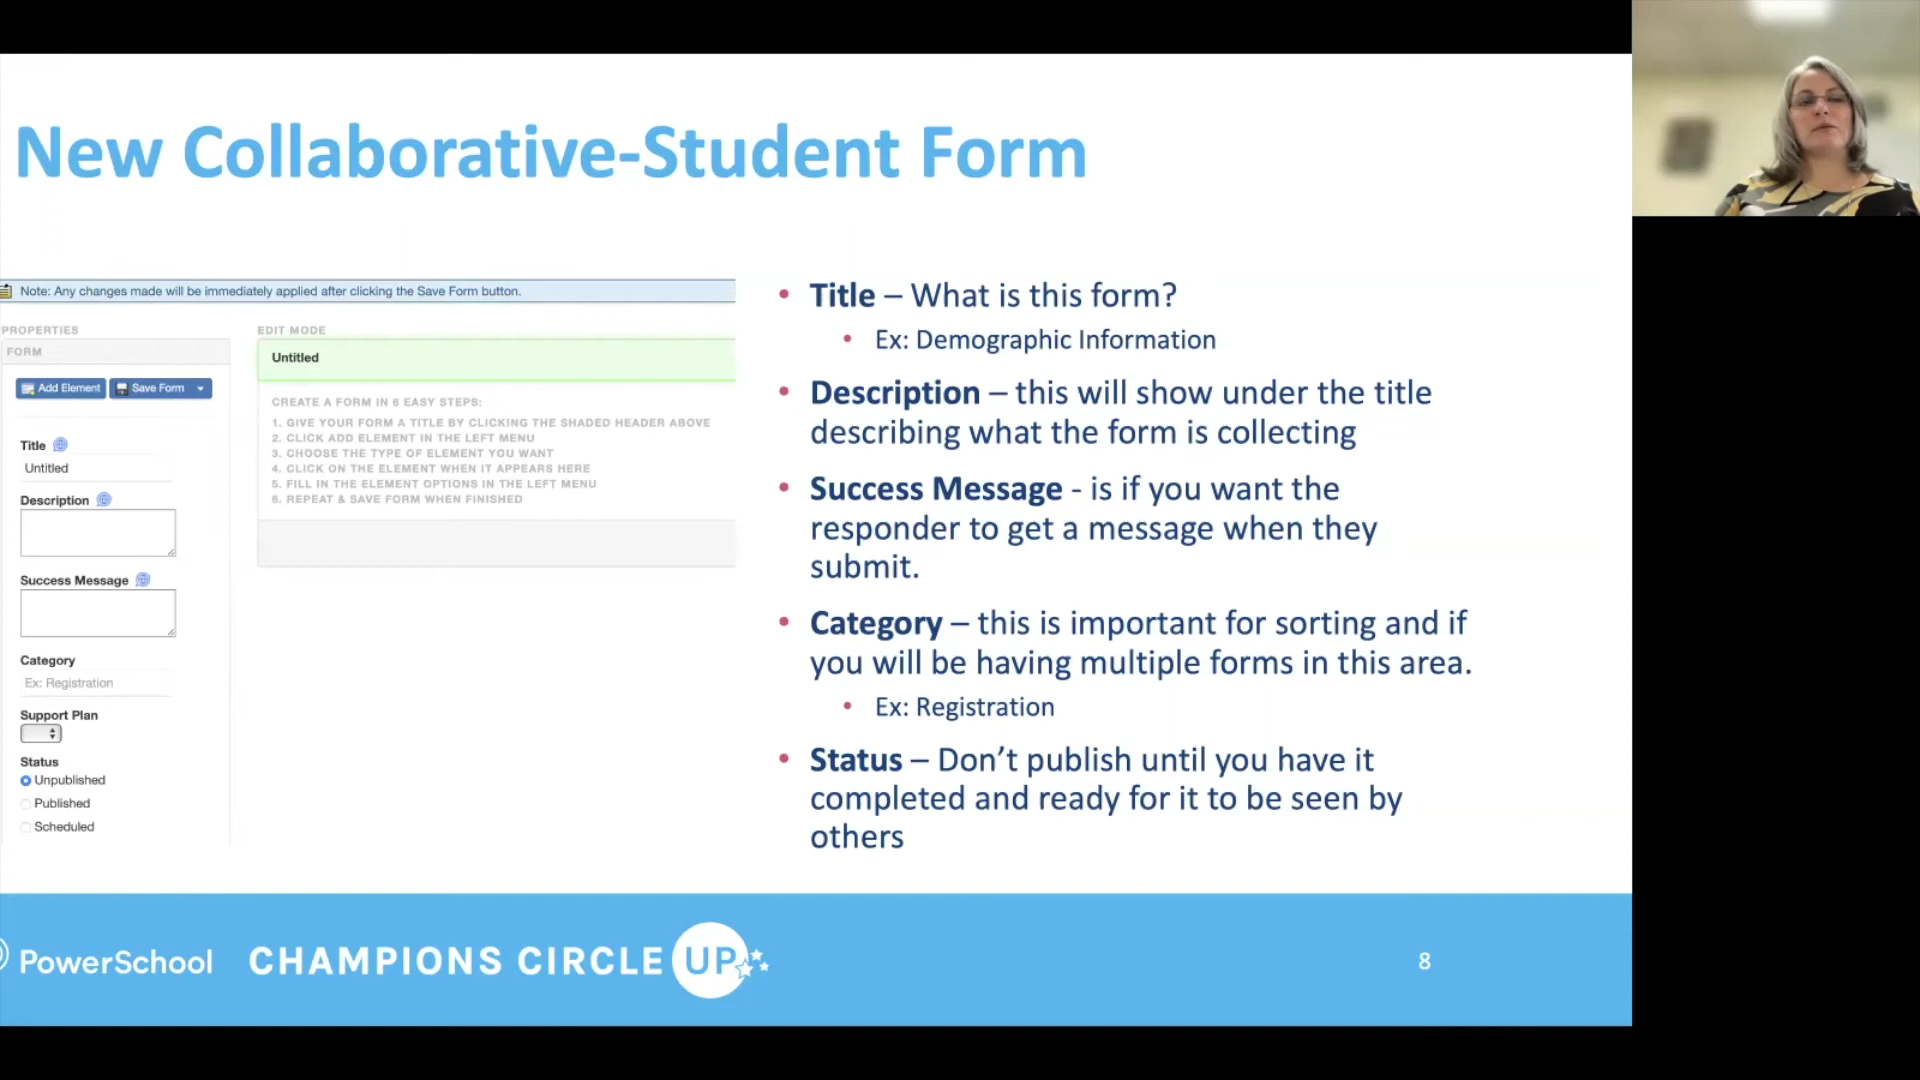 New Collaborative-Student Form
Note: Any changes made will be immediately applied after clicking the Save Form button.
PROPERTIES
FORM
Add Element
Save Form
Title
Untitled
Description
Success Message
Category
Ex: Registration
Support Plan
Status
Unpublished
Published
Scheduled
EDIT MODE
Untitled
CREATE A FORM IN 6 EASY STEPS:
1. GIVE YOUR FORM A TITLE BY CLICKING THE SHADED HEADER ABOVE
2. CLICK ADD ELEMENT IN THE LEFT MENU
3. CHOOSE THE TYPE OF ELEMENT YOU WANT
4. CLICK ON THE ELEMENT WHEN IT APPEARS HERE
5. FILL IN THE ELEMENT OPTIONS IN THE LEFT MENU
6. REPEAT & SAVE FORM WHEN FINISHED
• Title – What is this form?
• Ex: Demographic Information
• Description – this will show under the title
describing what the form is collecting
• Success Message - is if you want the
responder to get a message when they
submit.
• Category – this is important for sorting and if
you will be having multiple forms in this area.
• Ex: Registration
• Status – Don’t publish until you have it
completed and ready for it to be seen by
others
PowerSchool
CHAMPIONS CIRCLE UP
8